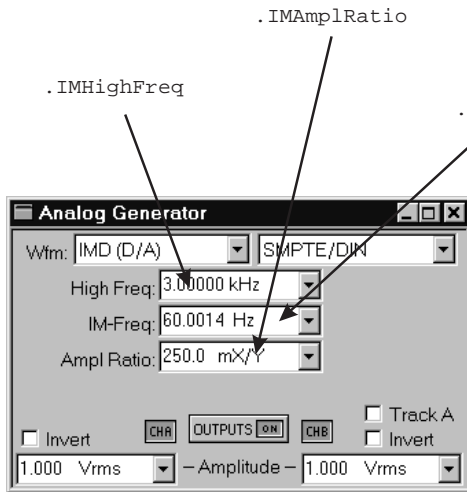 .IMAmplRatio
.IMHighFreq
.
Analog Generator
Wfm: IMD (D/A) SMPTE/DIN
High Freq: 3.00000 kHz
IM-Freq: 60.0014 Hz
Ampl Ratio: 250.0 mX/Y
Track A
Invert CHA OUTPUTS ON CHB Invert
1.000 Vrms – Amplitude – 1.000 Vrms